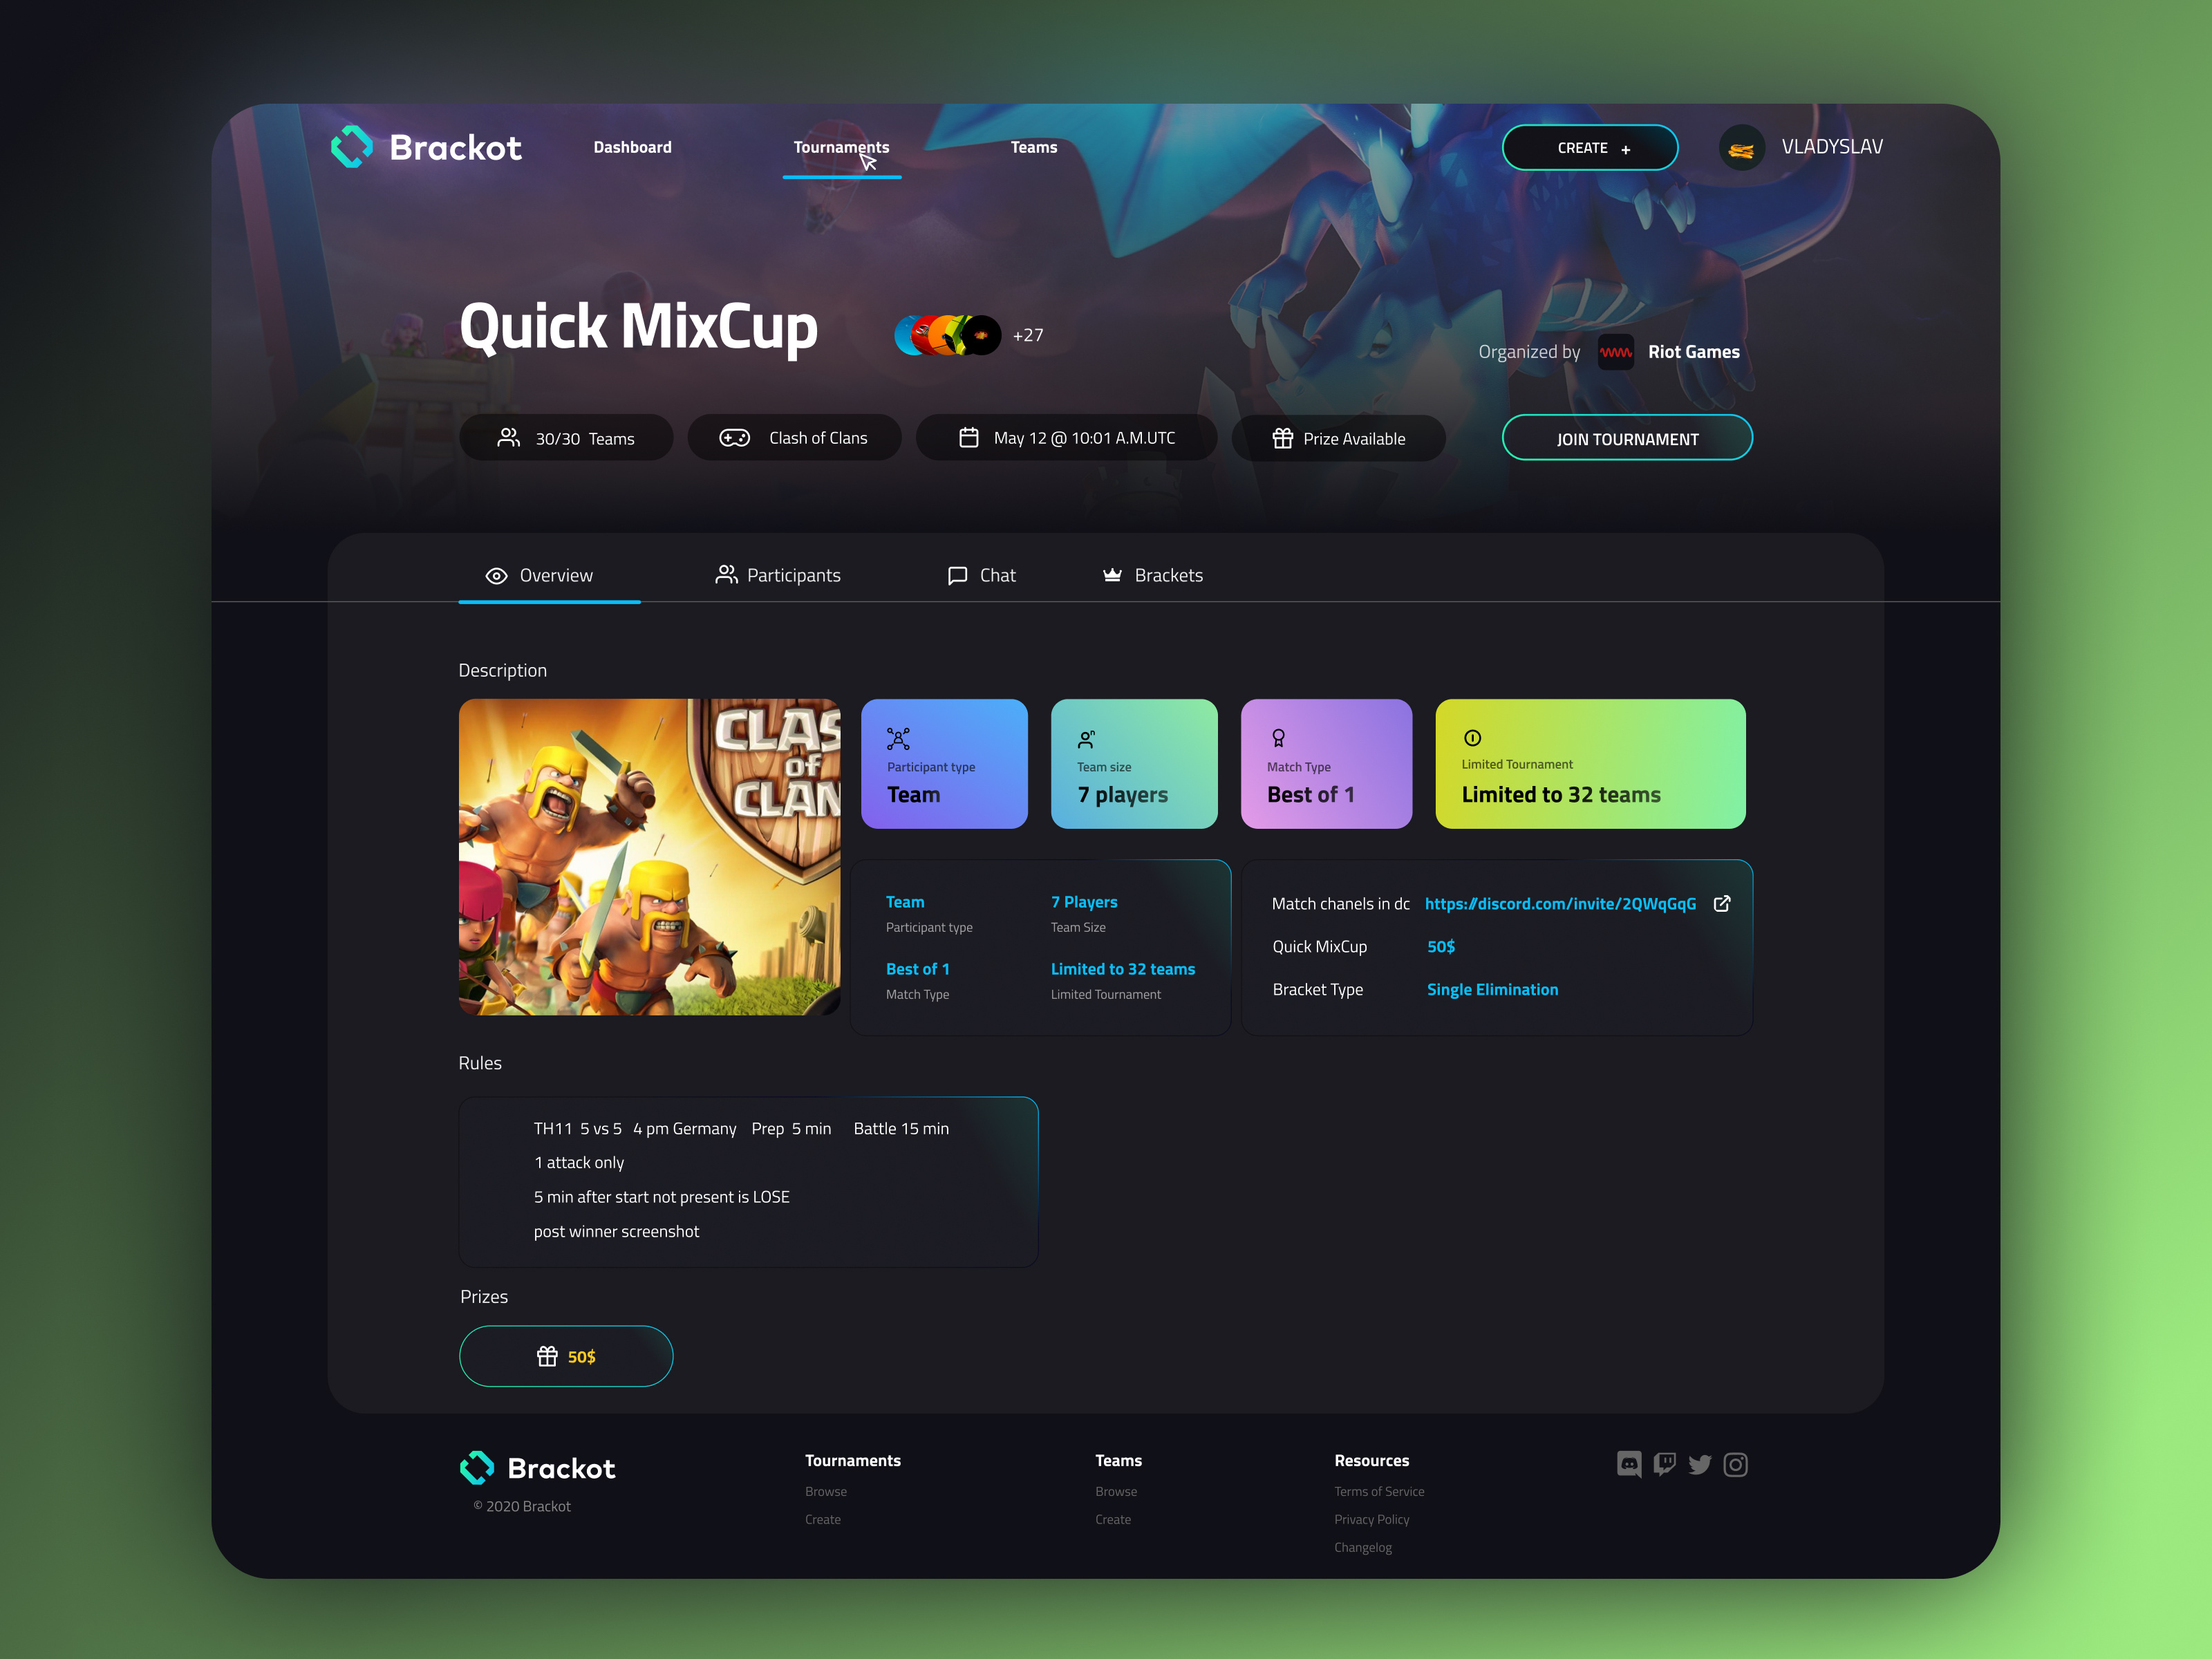 Brackot
Dashboard
Tournaments
Teams
CREATE +
VLADYSLAV
Quick MixCup
+27
Organized by
Riot Games
30/30 Teams
Clash of Clans
May 12 @ 10:01 A.M.UTC
Prize Available
JOIN TOURNAMENT
Overview
Participants
Chat
Brackets
Description
CLAS
of
CLAN
Participant type
Team
n
Team size
7 players
Match Type
Best of 1
Limited Tournament
Limited to 32 teams
Team
Participant type
7 Players
Team Size
Best of 1
Match Type
Limited to 32 teams
Limited Tournament
Match chanels in dc https://discord.com/invite/2QWqGqG
Quick MixCup 50$
Bracket Type Single Elimination
Rules
TH11 5 vs 5 4 pm Germany Prep 5 min Battle 15 min
1 attack only
5 min after start not present is LOSE
post winner screenshot
Prizes
50$
Brackot
© 2020 Brackot
Tournaments
Browse
Create
Teams
Browse
Create
Resources
Terms of Service
Privacy Policy
Changelog